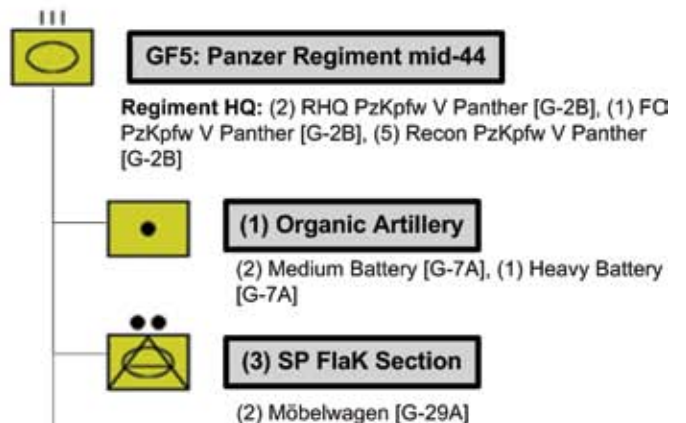 GF5: Panzer Regiment mid-44
Regiment HQ: (2) RHQ PzKpfw V Panther [G-2B], (1) FO
PzKpfw V Panther [G-2B], (5) Recon PzKpfw V Panther
[G-2B]
(1) Organic Artillery
(2) Medium Battery [G-7A], (1) Heavy Battery
[G-7A]
(3) SP FlaK Section
(2) Möbelwagen [G-29A]